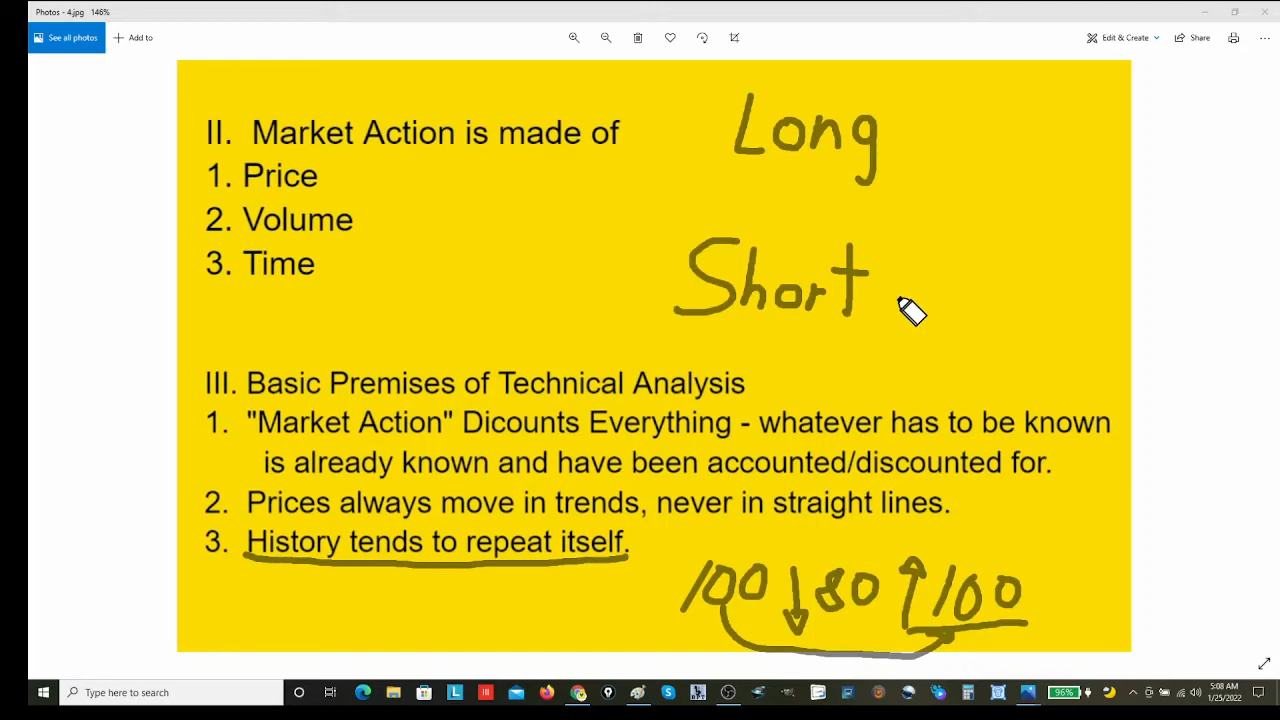 Photos - 4.jpg 146%
See all photos
Add to
Edit & Create
Share
II. Market Action is made of
1. Price
2. Volume
3. Time
Long
Short
III. Basic Premises of Technical Analysis
1. "Market Action" Dicounts Everything - whatever has to be known
is already known and have been accounted/discounted for.
2. Prices always move in trends, never in straight lines.
3. History tends to repeat itself.
100 ↓ 80 ↑ 100
Type here to search
96%
5:08 AM
1/25/2022